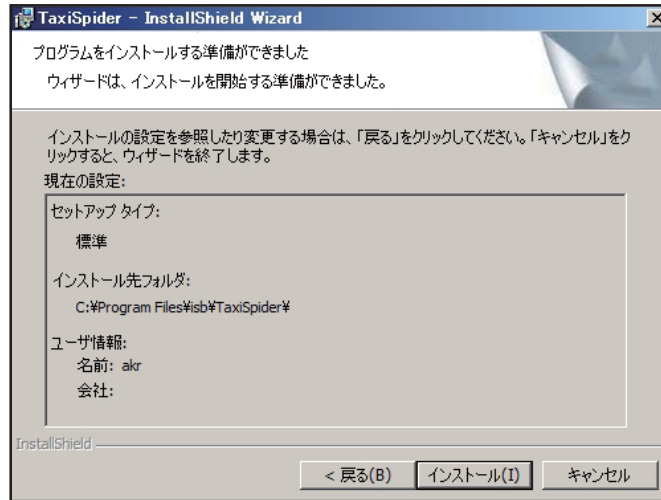 TaxiSpider - InstallShield Wizard
プログラムをインストールする準備ができました
ウィザードは、インストールを開始する準備ができました。
インストールの設定を参照したり変更する場合は、「戻る」をクリックしてください。「キャンセル」をク
リックすると、ウィザードを終了します。
現在の設定:
セットアップ タイプ:
標準
インストール先フォルダ:
C:¥Program Files¥isb¥TaxiSpider¥
ユーザ情報:
名前: akr
会社:
InstallShield
< 戻る(B)
インストール(I)
キャンセル